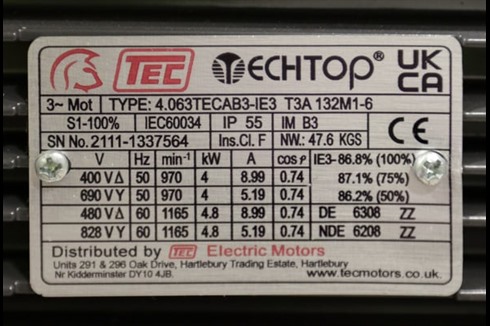 TEC TECHTOP® UK CA
3~ Mot TYPE: 4.063TECAB3-IE3 T3A 132M1-6
S1-100% IEC60034 IP 55 IM B3 CE
SN No. 2111-1337564 Ins.Cl. F NW.: 47.6 KGS
V Hz min⁻¹ kW A cos ρ IE3- 86.8% (100%)
400 V Δ 50 970 4 8.99 0.74 87.1% (75%)
690 V Y 50 970 4 5.19 0.74 86.2% (50%)
480 V Δ 60 1165 4.8 8.99 0.74 DE 6308 ZZ
828 V Y 60 1165 4.8 5.19 0.74 NDE 6208 ZZ
Distributed by TEC Electric Motors
Units 291 & 296 Oak Drive, Hartlebury Trading Estate, Hartlebury
Nr Kidderminster DY10 4JB. www.tecmotors.co.uk.